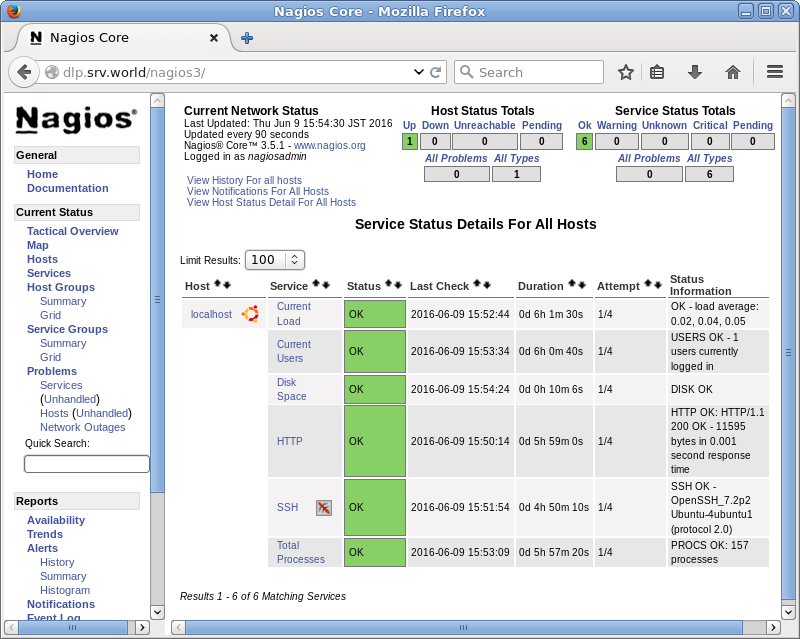 Nagios Core - Mozilla Firefox
Nagios Core
dlp.srv.world/nagios3/
Search
Nagios®
General
Home
Documentation
Current Status
Tactical Overview
Map
Hosts
Services
Host Groups
Summary
Grid
Service Groups
Summary
Grid
Problems
Services
(Unhandled)
Hosts (Unhandled)
Network Outages
Quick Search:
Reports
Availability
Trends
Alerts
History
Summary
Histogram
Notifications
Event Log
Current Network Status
Last Updated: Thu Jun 9 15:54:30 JST 2016
Updated every 90 seconds
Nagios® Core™ 3.5.1 - www.nagios.org
Logged in as nagiosadmin
View History For all hosts
View Notifications For All Hosts
View Host Status Detail For All Hosts
Host Status Totals
Up Down Unreachable Pending
1 0 0 0
All Problems All Types
0 1
Service Status Totals
Ok Warning Unknown Critical Pending
6 0 0 0 0
All Problems All Types
0 6
Service Status Details For All Hosts
Limit Results: 100
Host Service Status Last Check Duration Attempt Status
Information
localhost Current
Load OK 2016-06-09 15:52:44 0d 6h 1m 30s 1/4 OK - load average:
0.02, 0.04, 0.05
Current
Users OK 2016-06-09 15:53:34 0d 6h 0m 40s 1/4 USERS OK - 1
users currently
logged in
Disk
Space OK 2016-06-09 15:54:24 0d 0h 10m 6s 1/4 DISK OK
HTTP OK 2016-06-09 15:50:14 0d 5h 59m 0s 1/4 HTTP OK: HTTP/1.1
200 OK - 11595
bytes in 0.001
second response
time
SSH OK 2016-06-09 15:51:54 0d 4h 50m 10s 1/4 SSH OK -
OpenSSH_7.2p2
Ubuntu-4ubuntu1
(protocol 2.0)
Total
Processes OK 2016-06-09 15:53:09 0d 5h 57m 20s 1/4 PROCS OK: 157
processes
Results 1 - 6 of 6 Matching Services